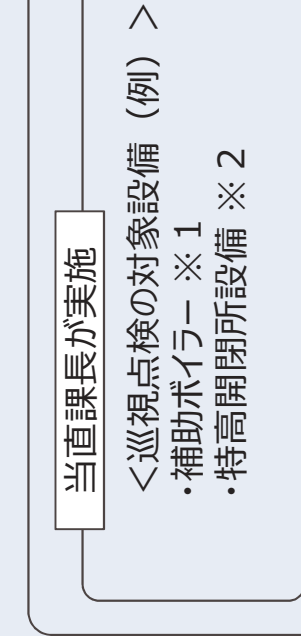 当直課長が実施
＜巡視点検の対象設備（例）＞
・補助ボイラー ※１
・特高開閉所設備 ※２